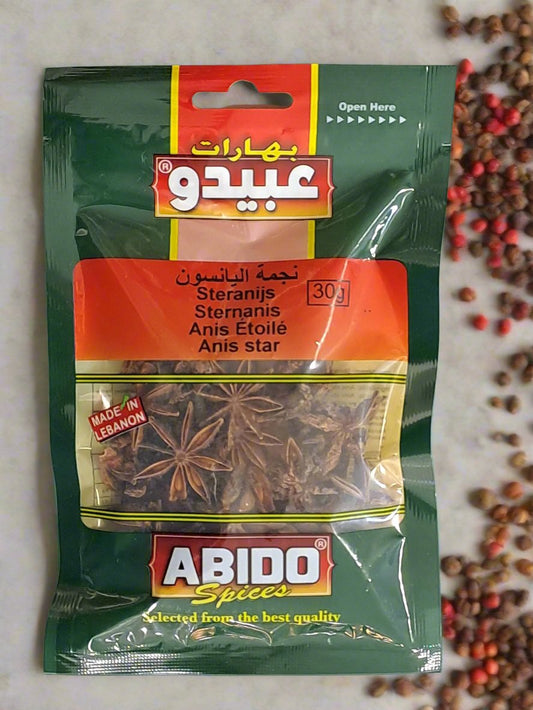 Open Here
بهارات
عبيدو®
نجمة اليانسون
Steranijs
30g
Sternanis
Anis Étoilé
Anis star
MADE IN
LEBANON
ABIDO®
Spices
Selected from the best quality